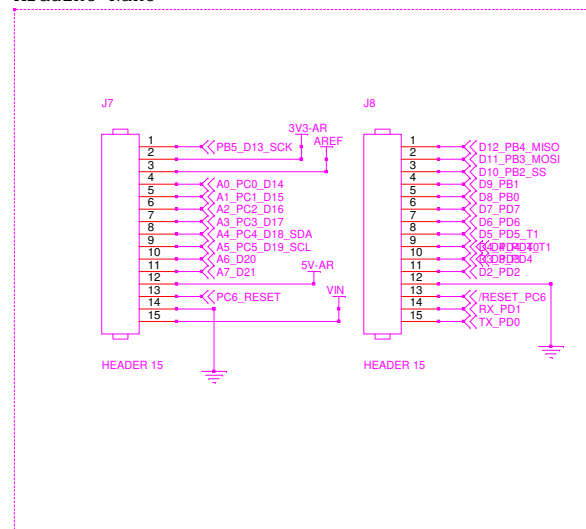 J7
J8
3V3-AR
AREF
1 PB5_D13_SCK
2
3
4 A0_PC0_D14
5 A1_PC1_D15
6 A2_PC2_D16
7 A3_PC3_D17
8 A4_PC4_D18_SDA
9 A5_PC5_D19_SCL
10 A6_D20
11 A7_D21
12
5V-AR
13 PC6_RESET
VIN
14
15
HEADER 15
1 D12_PB4_MISO
2 D11_PB3_MOSI
3 D10_PB2_SS
4 D9_PB1
5 D8_PB0
6 D7_PD7
7 D6_PD6
8 D5_PD5_T1
9
10
11 D2_PD2
12
13 /RESET_PC6
14 RX_PD1
15 TX_PD0
HEADER 15